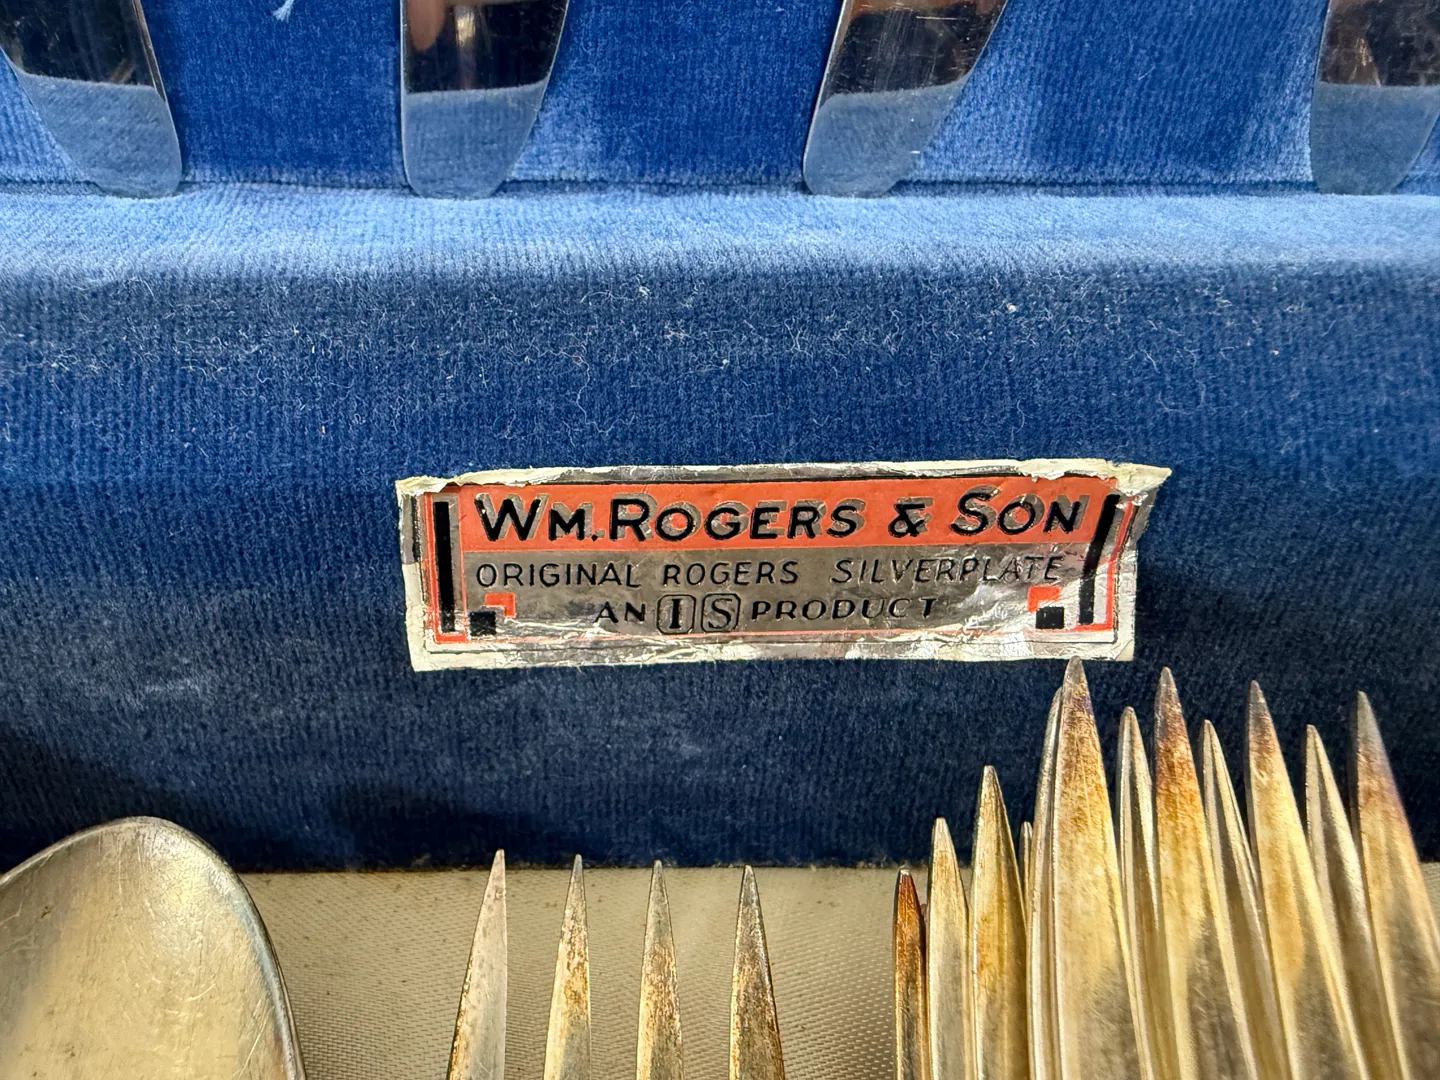 WM. ROGERS & SON
ORIGINAL ROGERS SILVERPLATE
AN IS PRODUCT